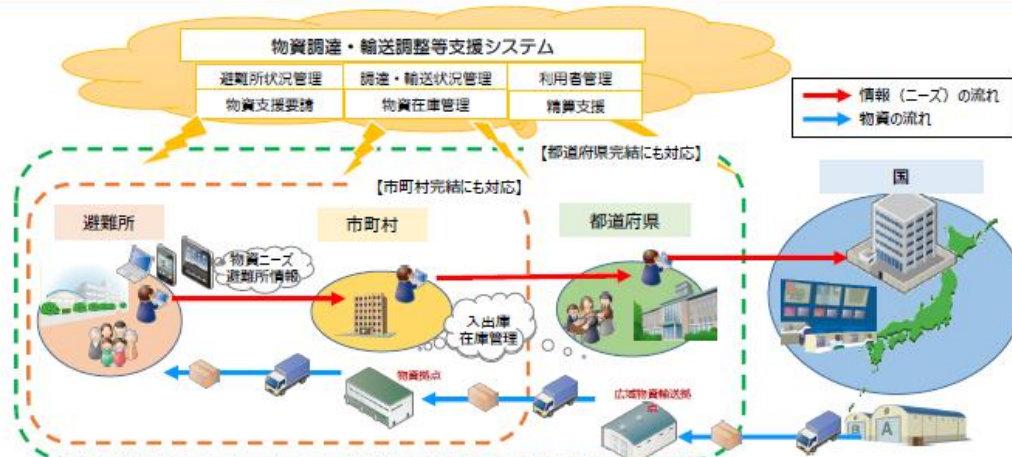 物資調達・輸送調整等支援システム
避難所状況管理
調達・輸送状況管理
利用者管理
物資支援要請
物資在庫管理
精算支援
情報（ニーズ）の流れ
物資の流れ
【都道府県完結にも対応】
【市町村完結にも対応】
国
避難所
市町村
都道府県
物資ニーズ
避難所情報
入出庫
在庫管理
物資拠点
広域物資輸送拠
点
B
A